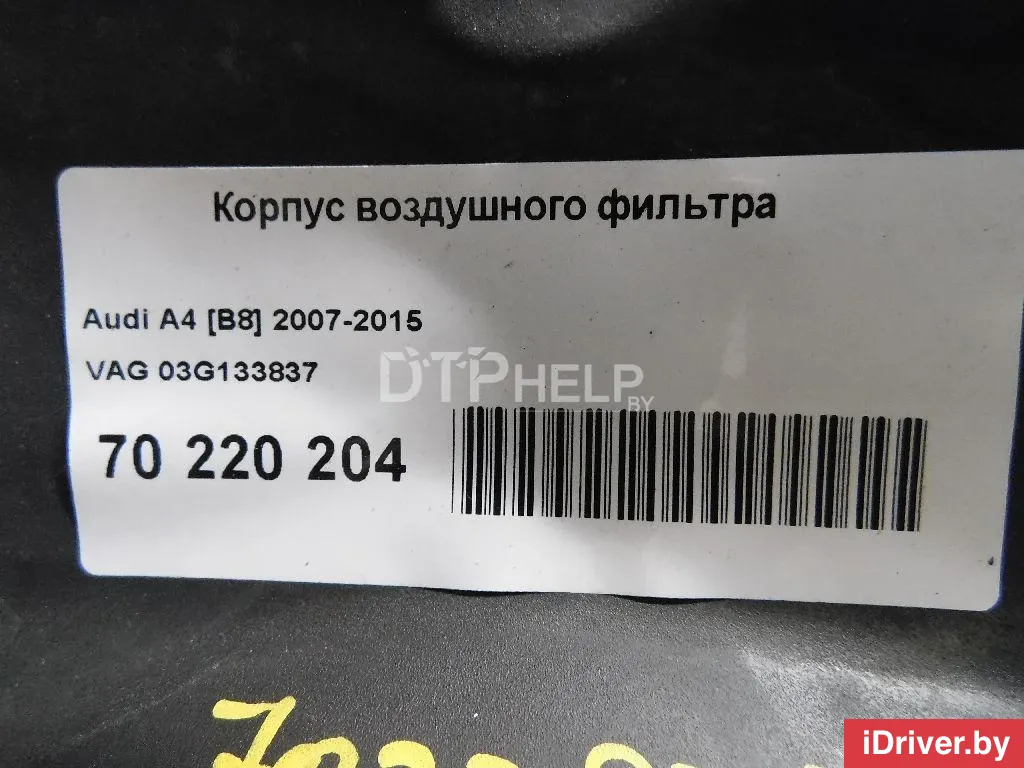 Корпус воздушного фильтра
Audi A4 [B8] 2007-2015
VAG 03G133837
DTPHELP.BY
70 220 204
iDriver.by